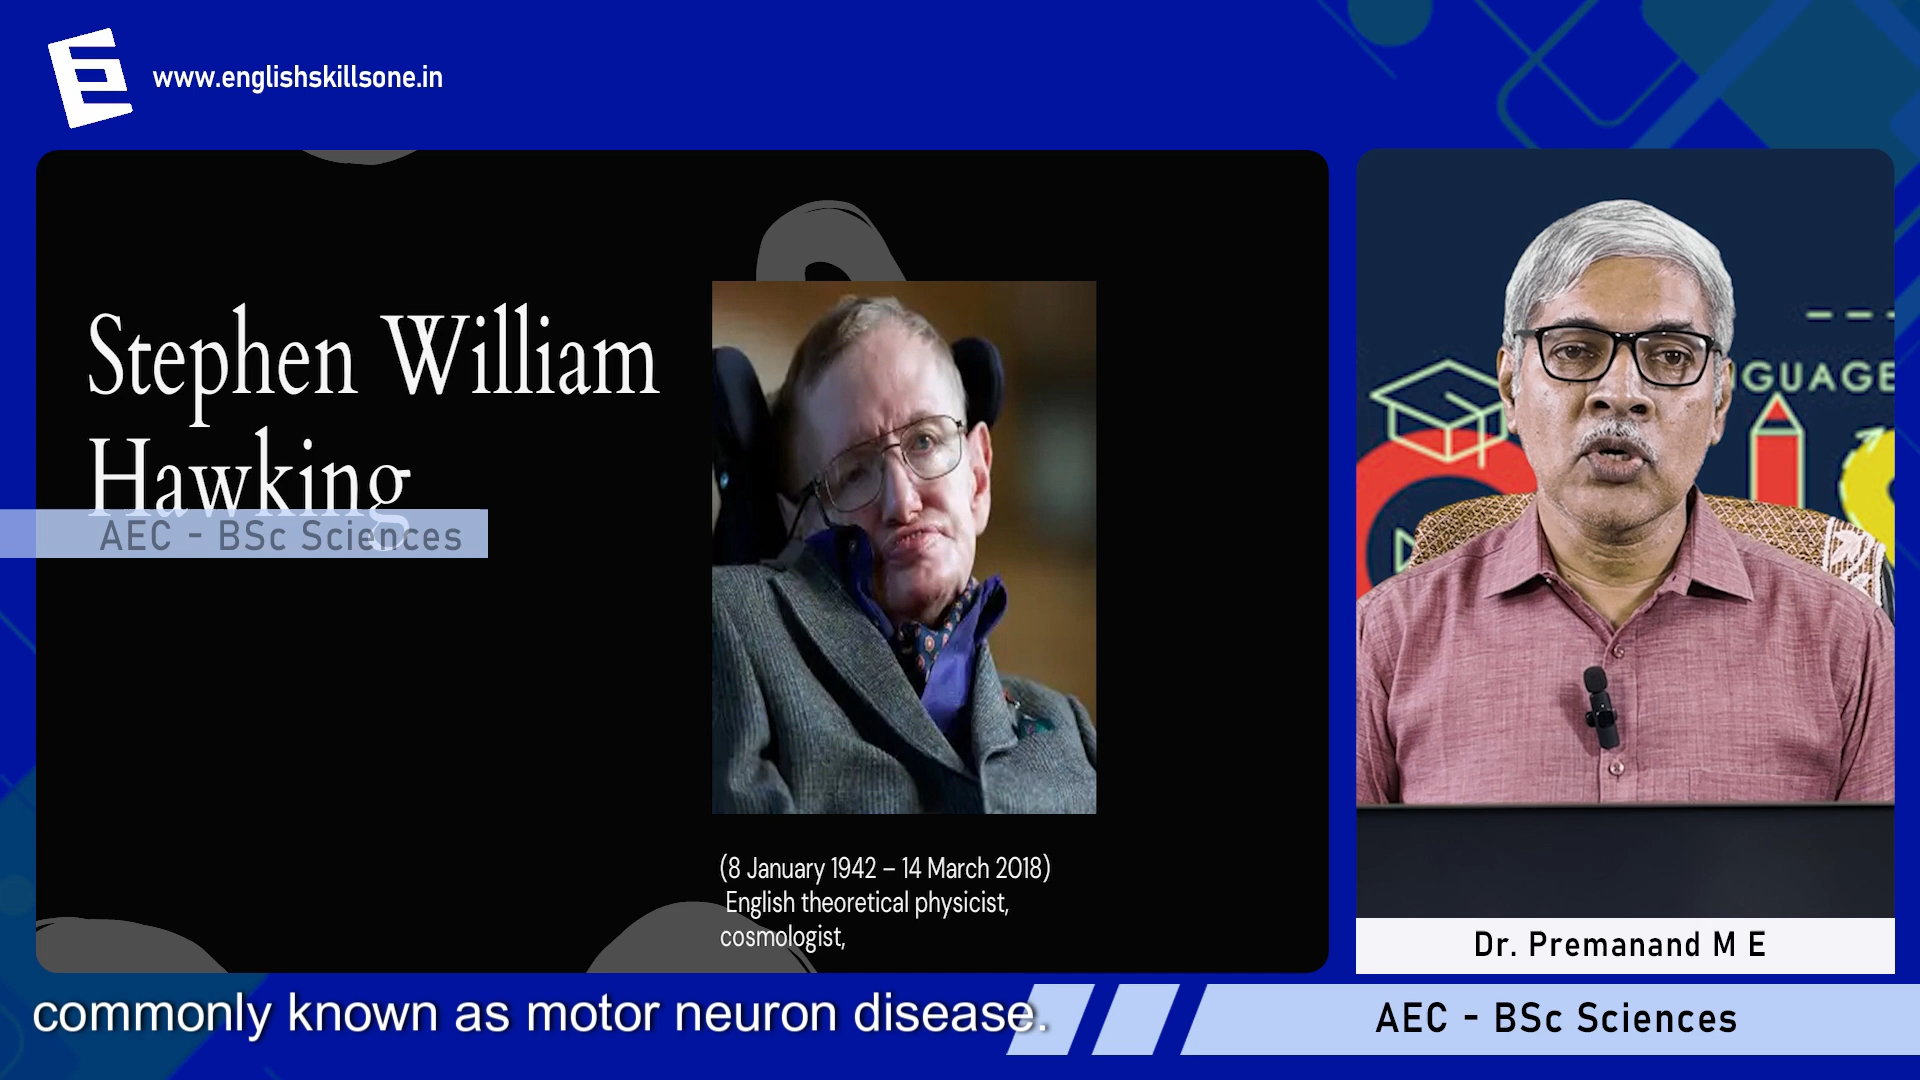 www.englishskillsone.in
Stephen William
Hawking
AEC - BSc Sciences
(8 January 1942 – 14 March 2018)
English theoretical physicist,
cosmologist,
NGUAGE
Dr. Premanand M E
commonly known as motor neuron disease.
AEC - BSc Sciences